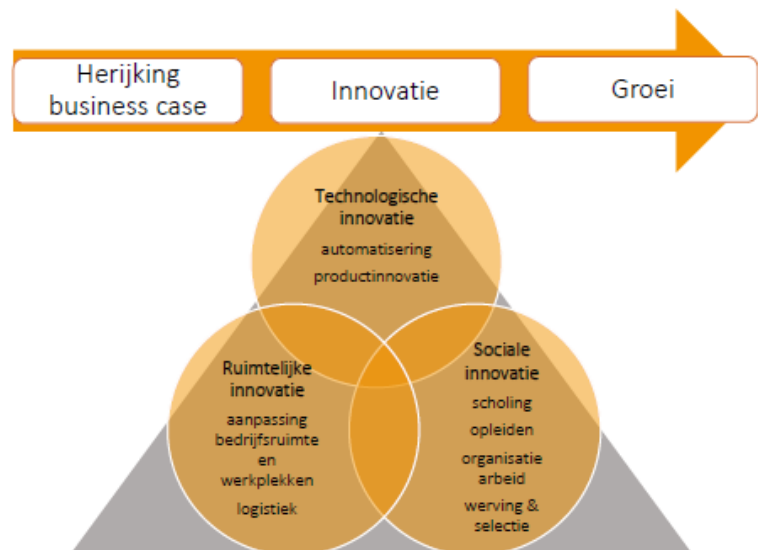 Herijking
business case
Innovatie
Groei
Technologische
innovatie
automatisering
productinnovatie
Ruimtelijke
innovatie
aanpassing
bedrijfsruimte
en
werkplekken
logistiek
Sociale
innovatie
scholing
opleiden
organisatie
arbeid
werving &
selectie